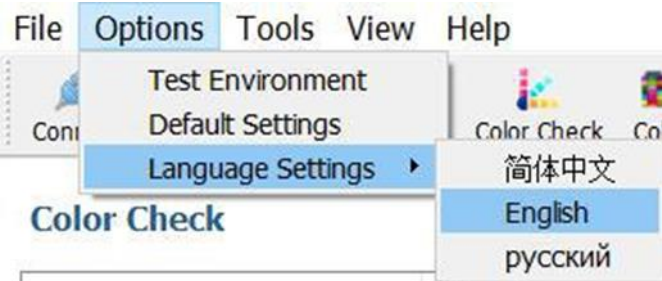 File Options Tools View Help
Test Environment
Default Settings
Language Settings
Color Check
简体中文
English
русский
Color Check